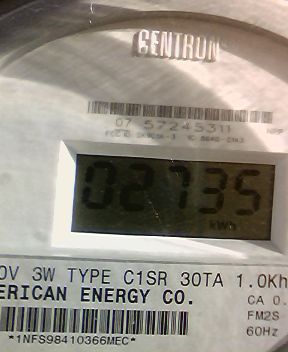 CENTRON
07 57245311
02735
kWh
0V 3W TYPE C1SR 30TA 1.0Kh
ERICAN ENERGY CO.
CA 0.
FM2S
*1NFS98410366MEC*
60Hz